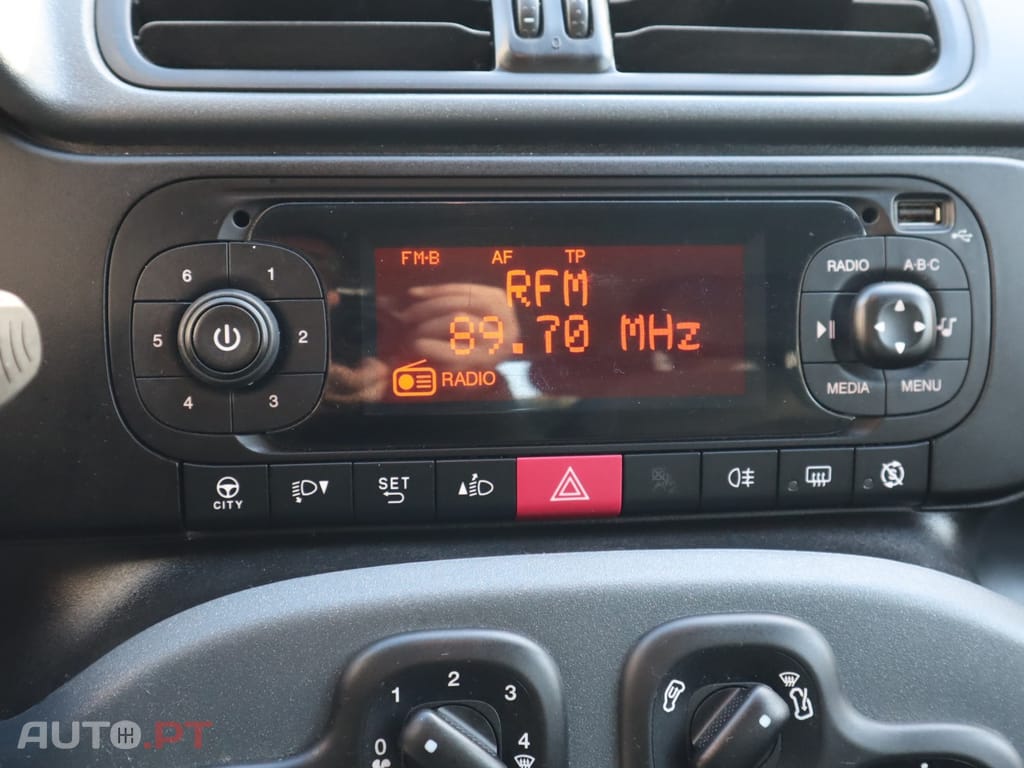 0
6 1
5 2
4 3
FM-B AF TP
RFM
89.70 MHz
RADIO
RADIO A·B·C
MEDIA MENU
CITY
SET
0 1 2 3 4
AUTO.PT